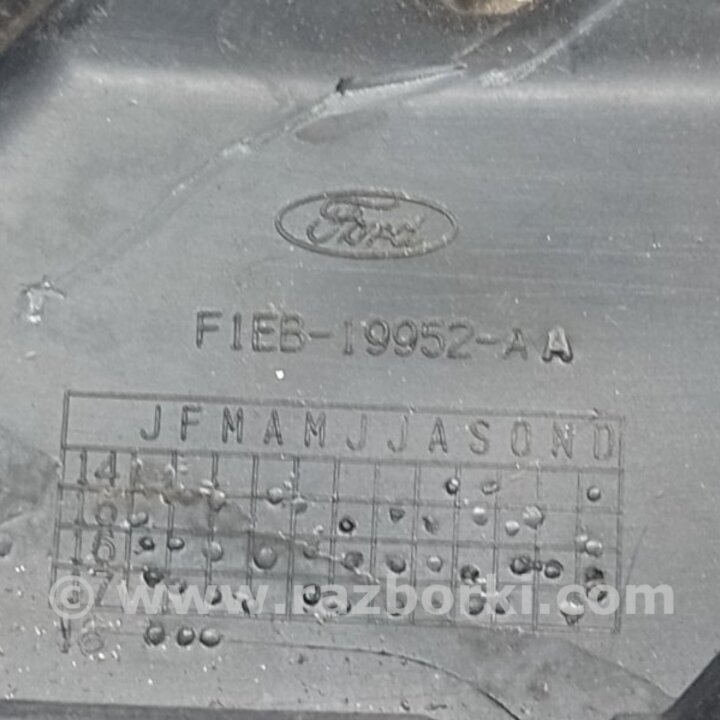 Ford
F1EB-19952-AA
J F M A M J J A S O N D
14
15
16
17
18
© www.razborki.com